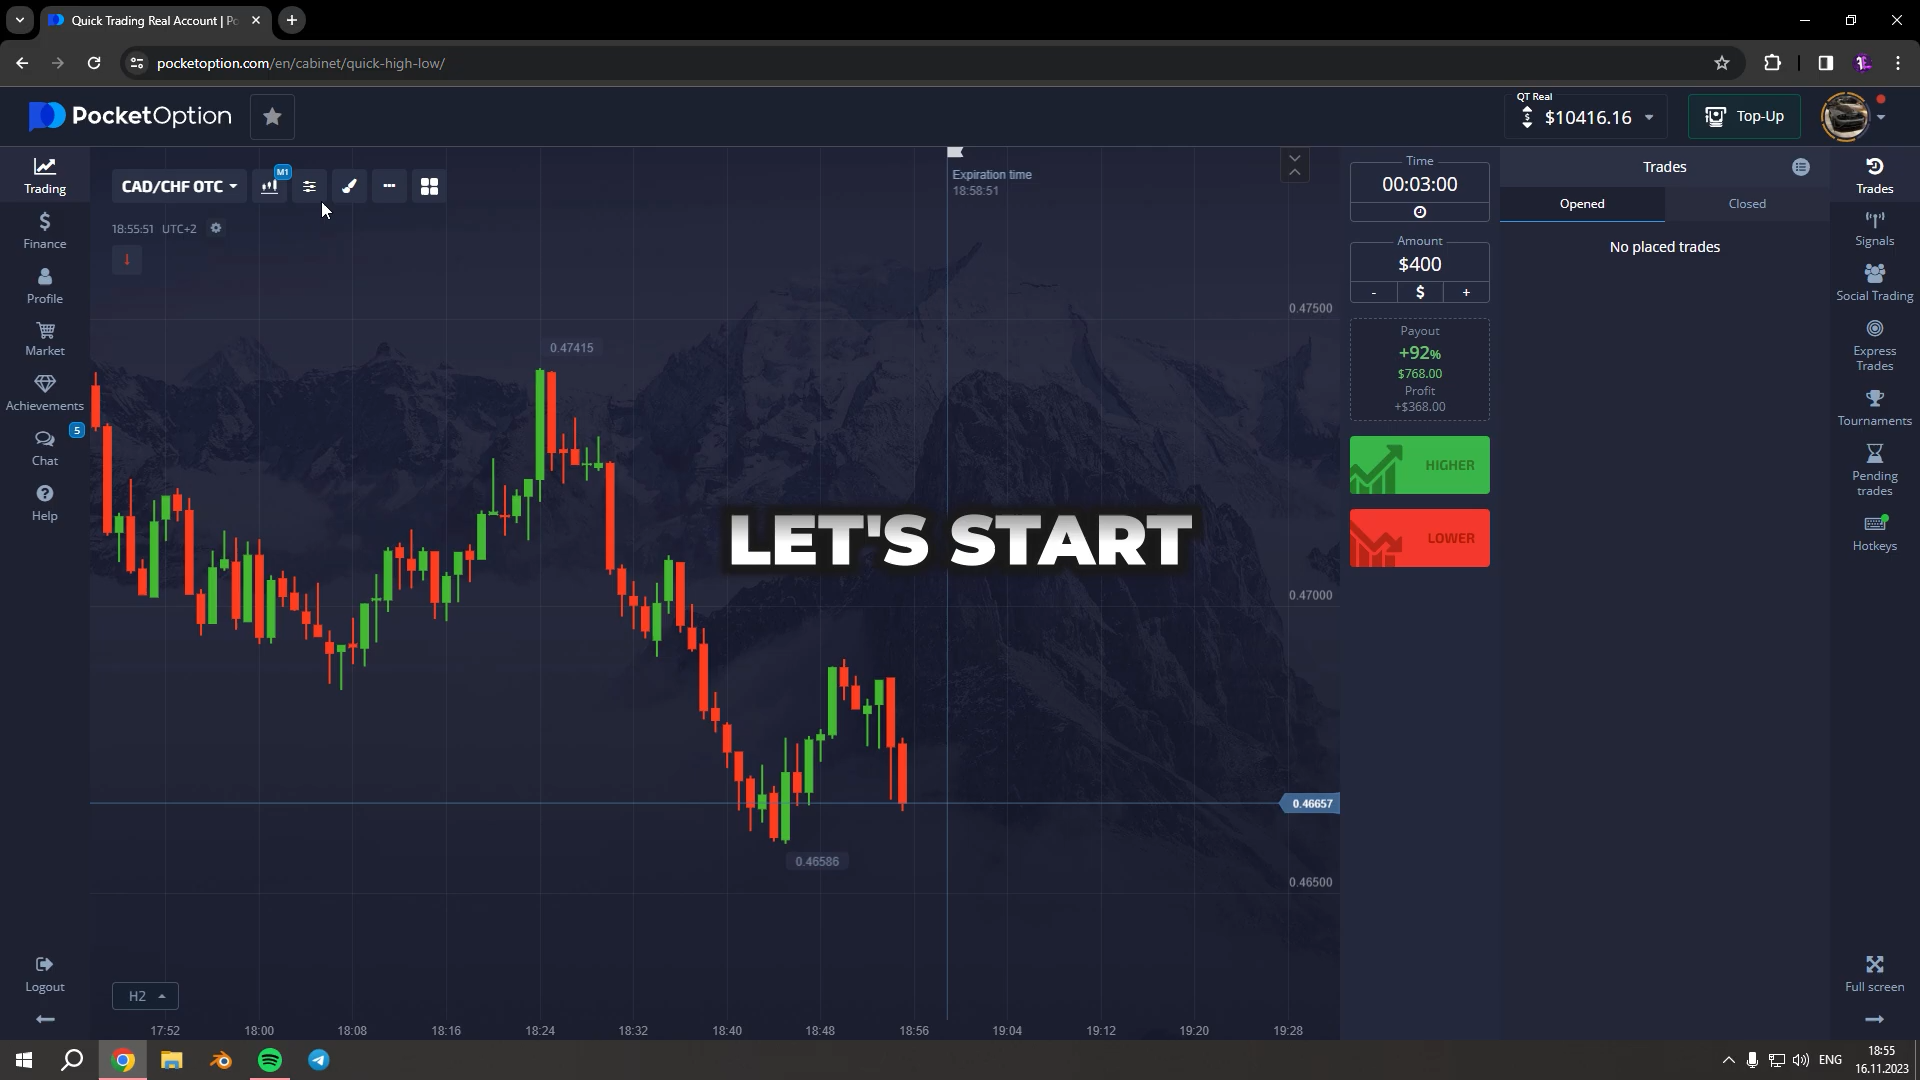 Quick Trading Real Account | Po
pocketoption.com/en/cabinet/quick-high-low/
PocketOption
QT Real
$10416.16
Top-Up
Trading
Finance
Profile
Market
Achievements
5
Chat
Help
Logout
CAD/CHF OTC
M1
18:55:51 UTC+2
Expiration time
18:58:51
0.47415
0.46586
0.47500
0.47000
0.46657
0.46500
LET'S START
H2
17:52
18:00
18:08
18:16
18:24
18:32
18:40
18:48
18:56
19:04
19:12
19:20
19:28
Time
00:03:00
Amount
$400
- $ +
Payout
+92%
$768.00
Profit
+$368.00
HIGHER
LOWER
Trades
Opened
Closed
No placed trades
Trades
Signals
Social Trading
Express
Trades
Tournaments
Pending
trades
Hotkeys
Full screen
ENG
18:55
16.11.2023